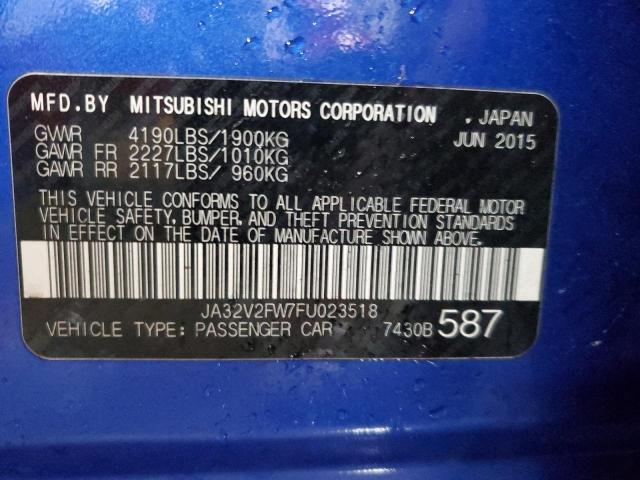 MFD.BY MITSUBISHI MOTORS CORPORATION . JAPAN
GVWR 4190LBS/1900KG JUN 2015
GAWR FR 2227LBS/1010KG
GAWR RR 2117LBS/ 960KG
THIS VEHICLE CONFORMS TO ALL APPLICABLE FEDERAL MOTOR
VEHICLE SAFETY, BUMPER, AND THEFT PREVENTION STANDARDS
IN EFFECT ON THE DATE OF MANUFACTURE SHOWN ABOVE.
JA32V2FW7FU023518
VEHICLE TYPE: PASSENGER CAR 7430B 587